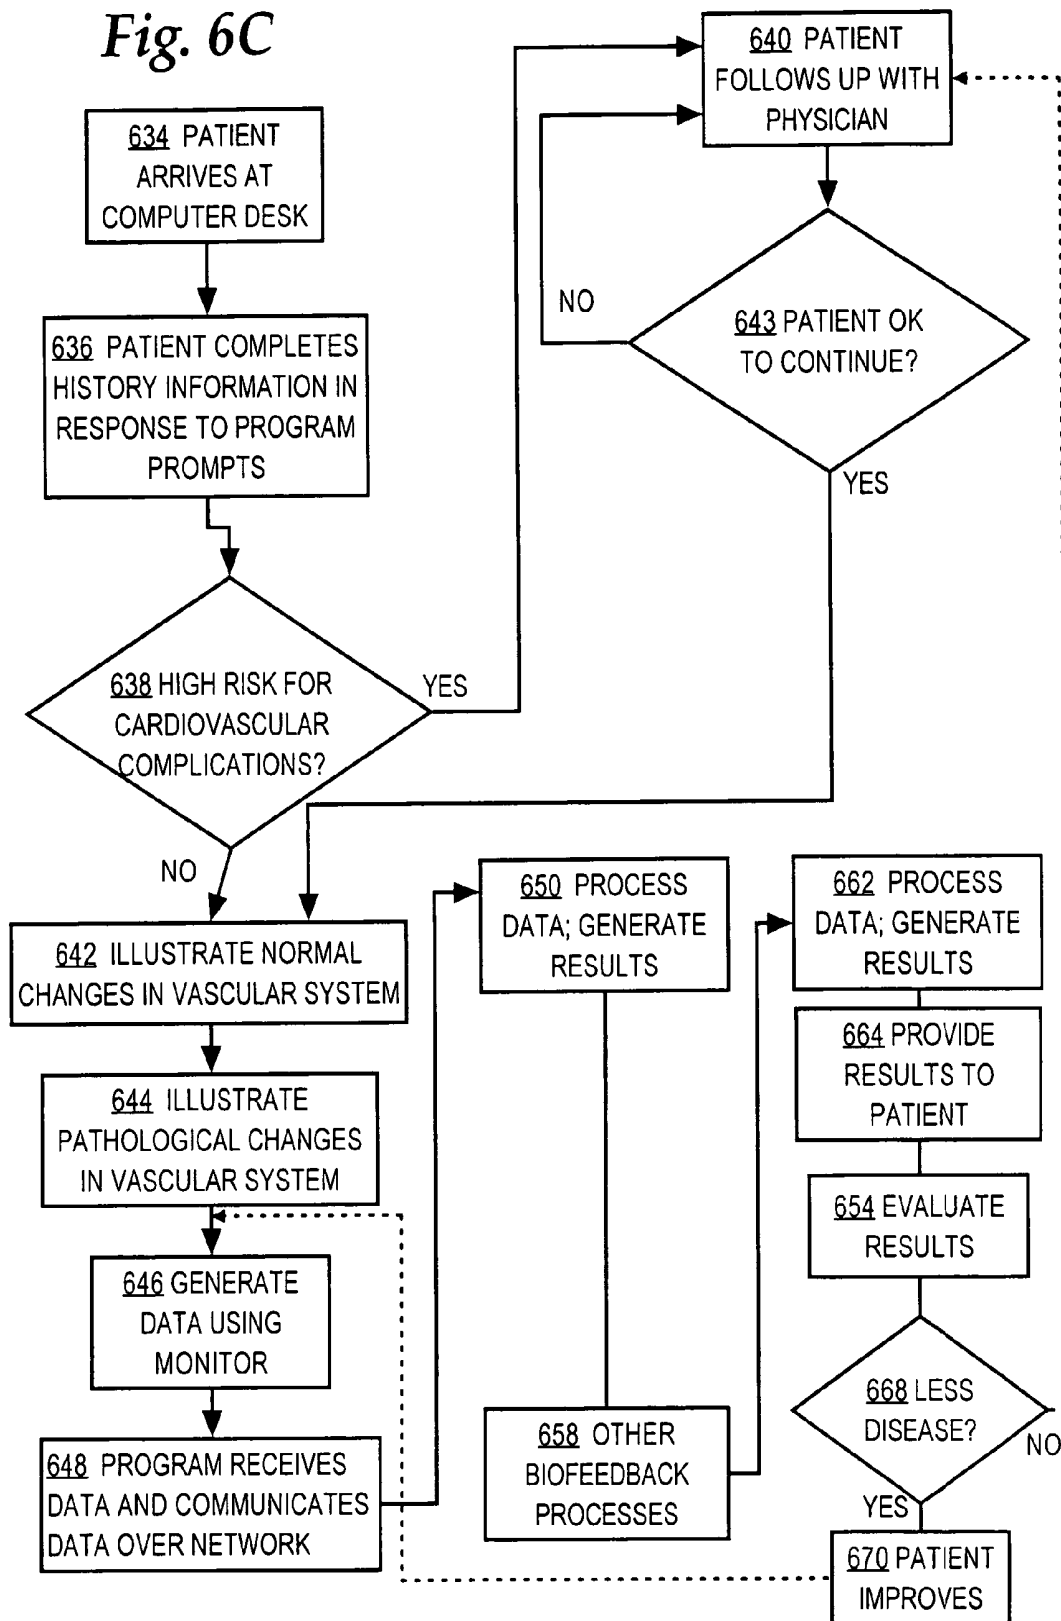 Fig. 6C
634 PATIENT
ARRIVES AT
COMPUTER DESK
636 PATIENT COMPLETES
HISTORY INFORMATION IN
RESPONSE TO PROGRAM
PROMPTS
638 HIGH RISK FOR
CARDIOVASCULAR
COMPLICATIONS?
YES
NO
640 PATIENT
FOLLOWS UP WITH
PHYSICIAN
643 PATIENT OK
TO CONTINUE?
NO
YES
642 ILLUSTRATE NORMAL
CHANGES IN VASCULAR SYSTEM
644 ILLUSTRATE
PATHOLOGICAL CHANGES
IN VASCULAR SYSTEM
646 GENERATE
DATA USING
MONITOR
648 PROGRAM RECEIVES
DATA AND COMMUNICATES
DATA OVER NETWORK
650 PROCESS
DATA; GENERATE
RESULTS
658 OTHER
BIOFEEDBACK
PROCESSES
662 PROCESS
DATA; GENERATE
RESULTS
664 PROVIDE
RESULTS TO
PATIENT
654 EVALUATE
RESULTS
668 LESS
DISEASE?
NO
YES
670 PATIENT
IMPROVES